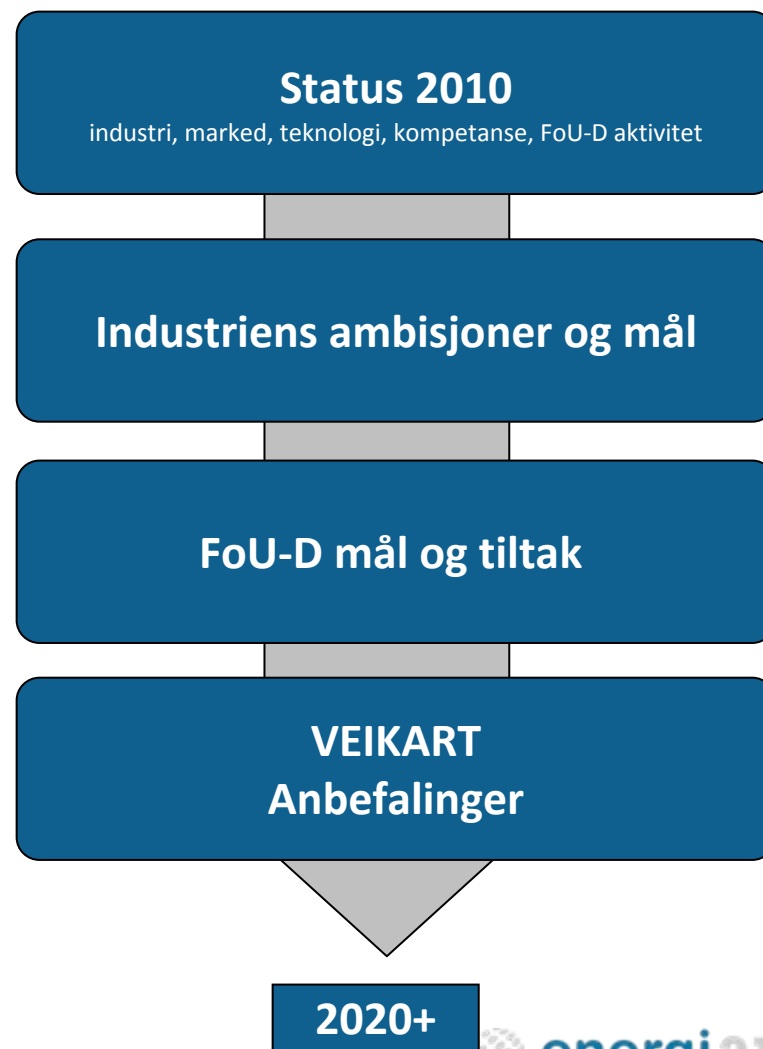 Status 2010
industri, marked, teknologi, kompetanse, FoU-D aktivitet
Industriens ambisjoner og mål
FoU-D mål og tiltak
VEIKART
Anbefalinger
2020+